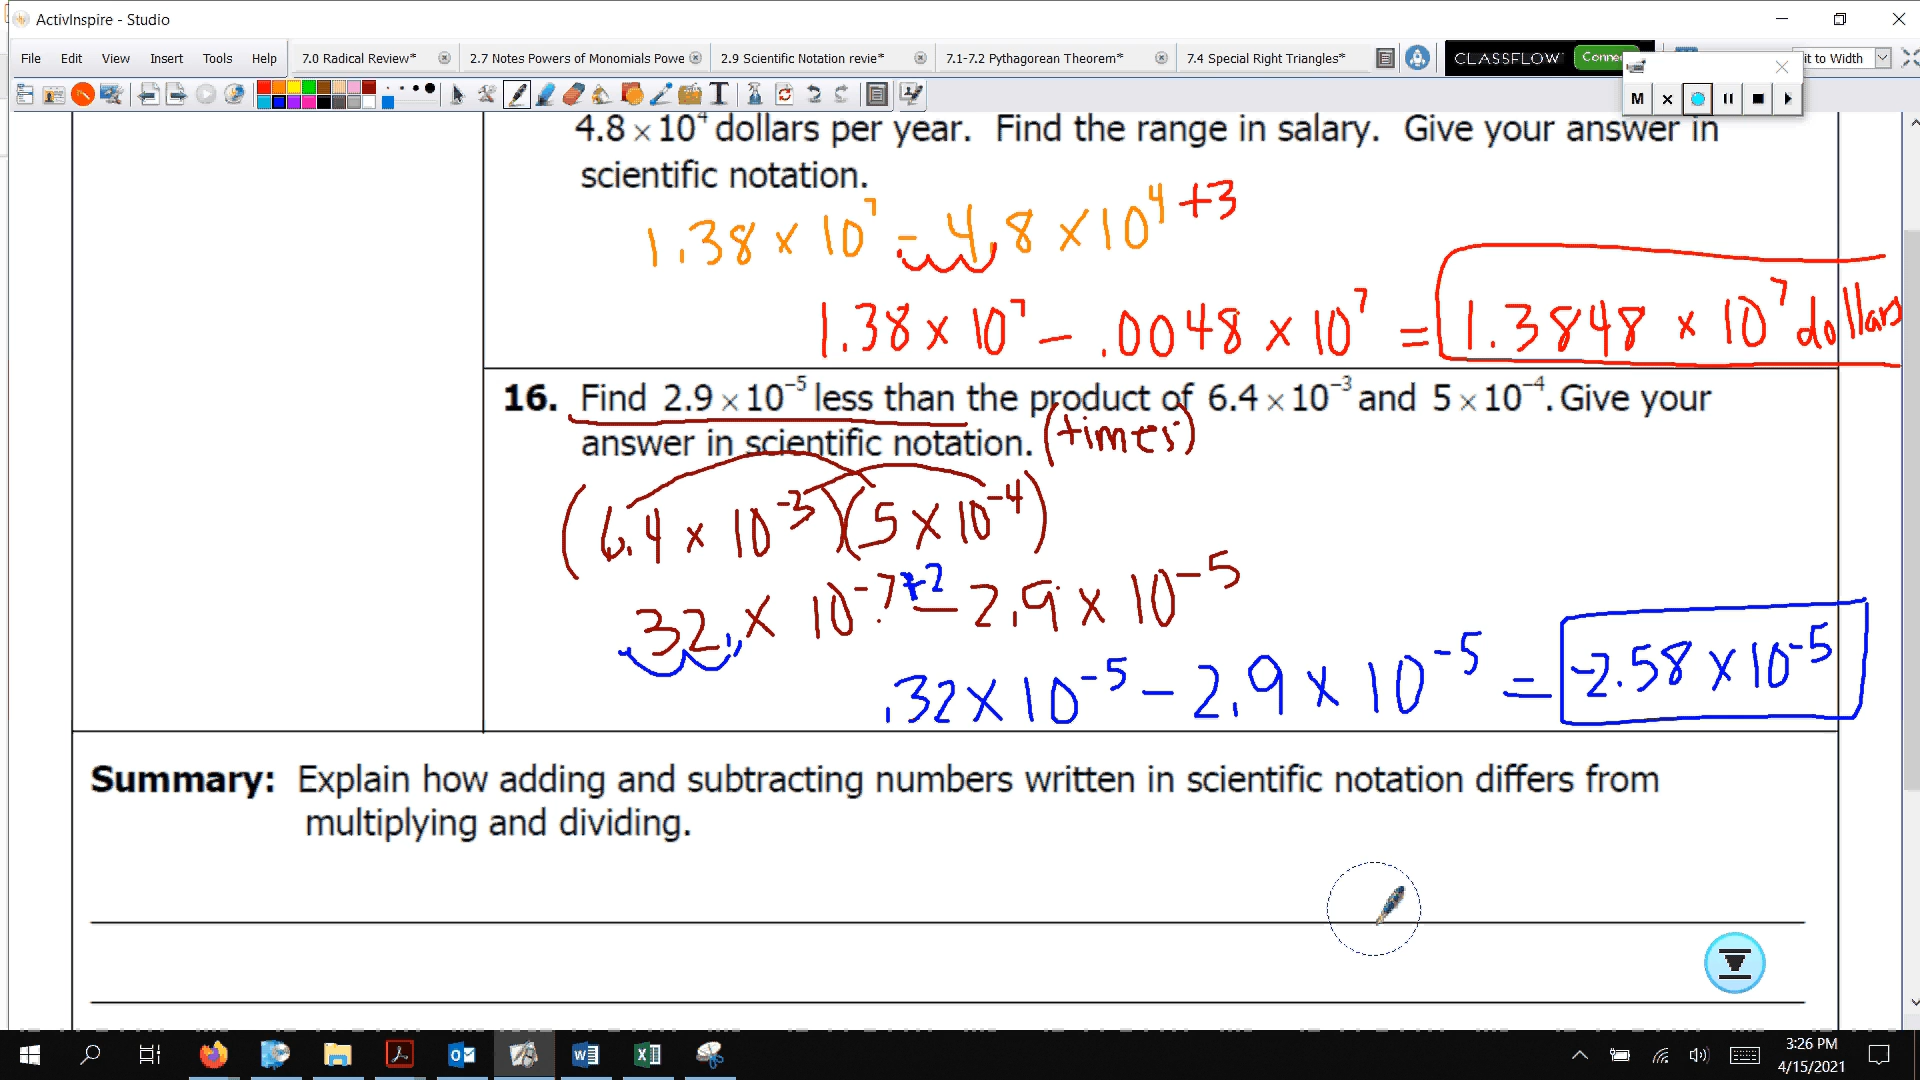 ActivInspire - Studio
File Edit View Insert Tools Help 7.0 Radical Review* 2.7 Notes Powers of Monomials Powe 2.9 Scientific Notation revie* 7.1-7.2 Pythagorean Theorem* 7.4 Special Right Triangles* CLASSFLOW Connec it to Width
M
4.8 × 10⁴ dollars per year. Find the range in salary. Give your answer in
scientific notation.
1.38 × 10⁷ - 4.8 × 10⁴ +3
1.38 × 10⁷ - .0048 × 10⁷ = 1.3848 × 10⁷ dollars
16. Find 2.9 × 10⁻⁵ less than the product of 6.4 × 10⁻³ and 5 × 10⁻⁴. Give your
answer in scientific notation. (times)
(6.4 × 10⁻³)(5 × 10⁻⁴)
32. × 10⁻⁷ +2 - 2.9 × 10⁻⁵
.32 × 10⁻⁵ - 2.9 × 10⁻⁵ = -2.58 × 10⁻⁵
Summary: Explain how adding and subtracting numbers written in scientific notation differs from
multiplying and dividing.
3:26 PM
4/15/2021